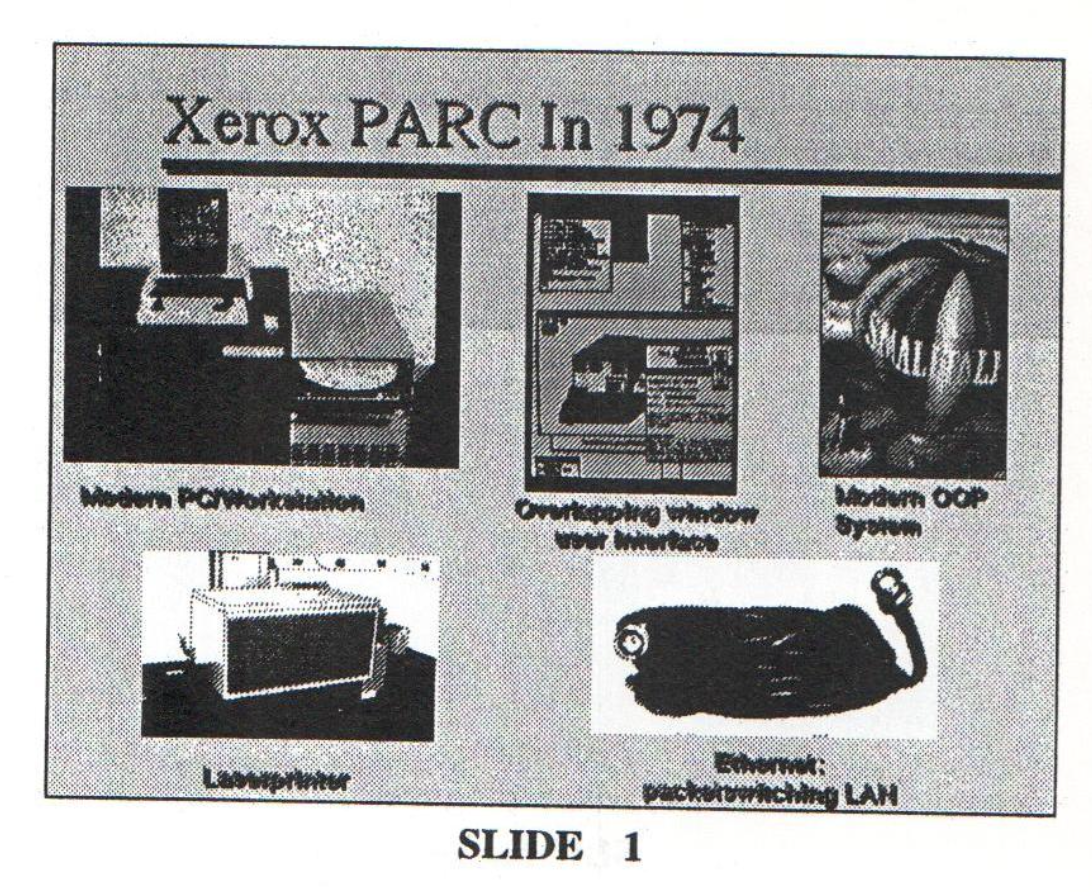 Xerox PARC In 1974
SMALLTALK
Modern PC/Workstation
Overlapping window
user interface
Modern OOP
System
Laserprinter
Ethernet:
packetswitching LAN
SLIDE 1